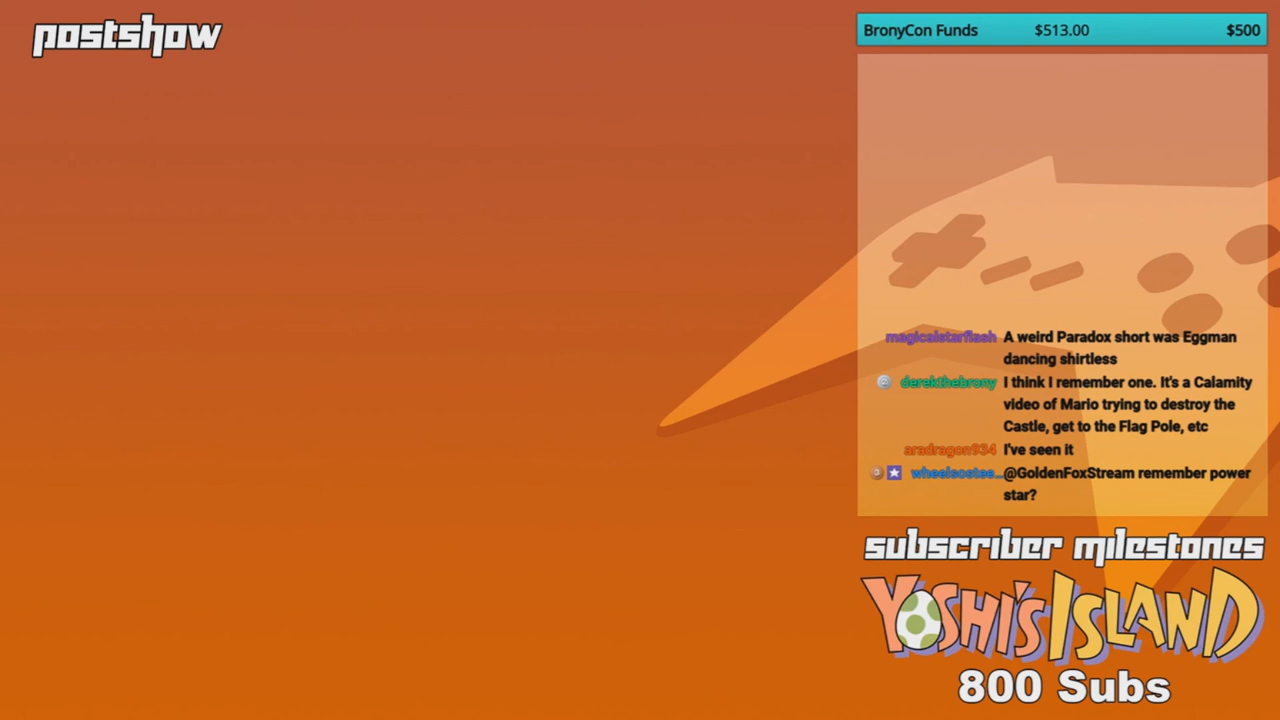 postshow
BronyCon Funds $513.00 $500
magicalstarflash A weird Paradox short was Eggman
dancing shirtless
derekthebrony I think I remember one. It's a Calamity
video of Mario trying to destroy the
Castle, get to the Flag Pole, etc
aradragon934 I've seen it
wheelsostee... @GoldenFoxStream remember power
star?
subscriber milestones
YOSHI'S ISLAND
800 Subs